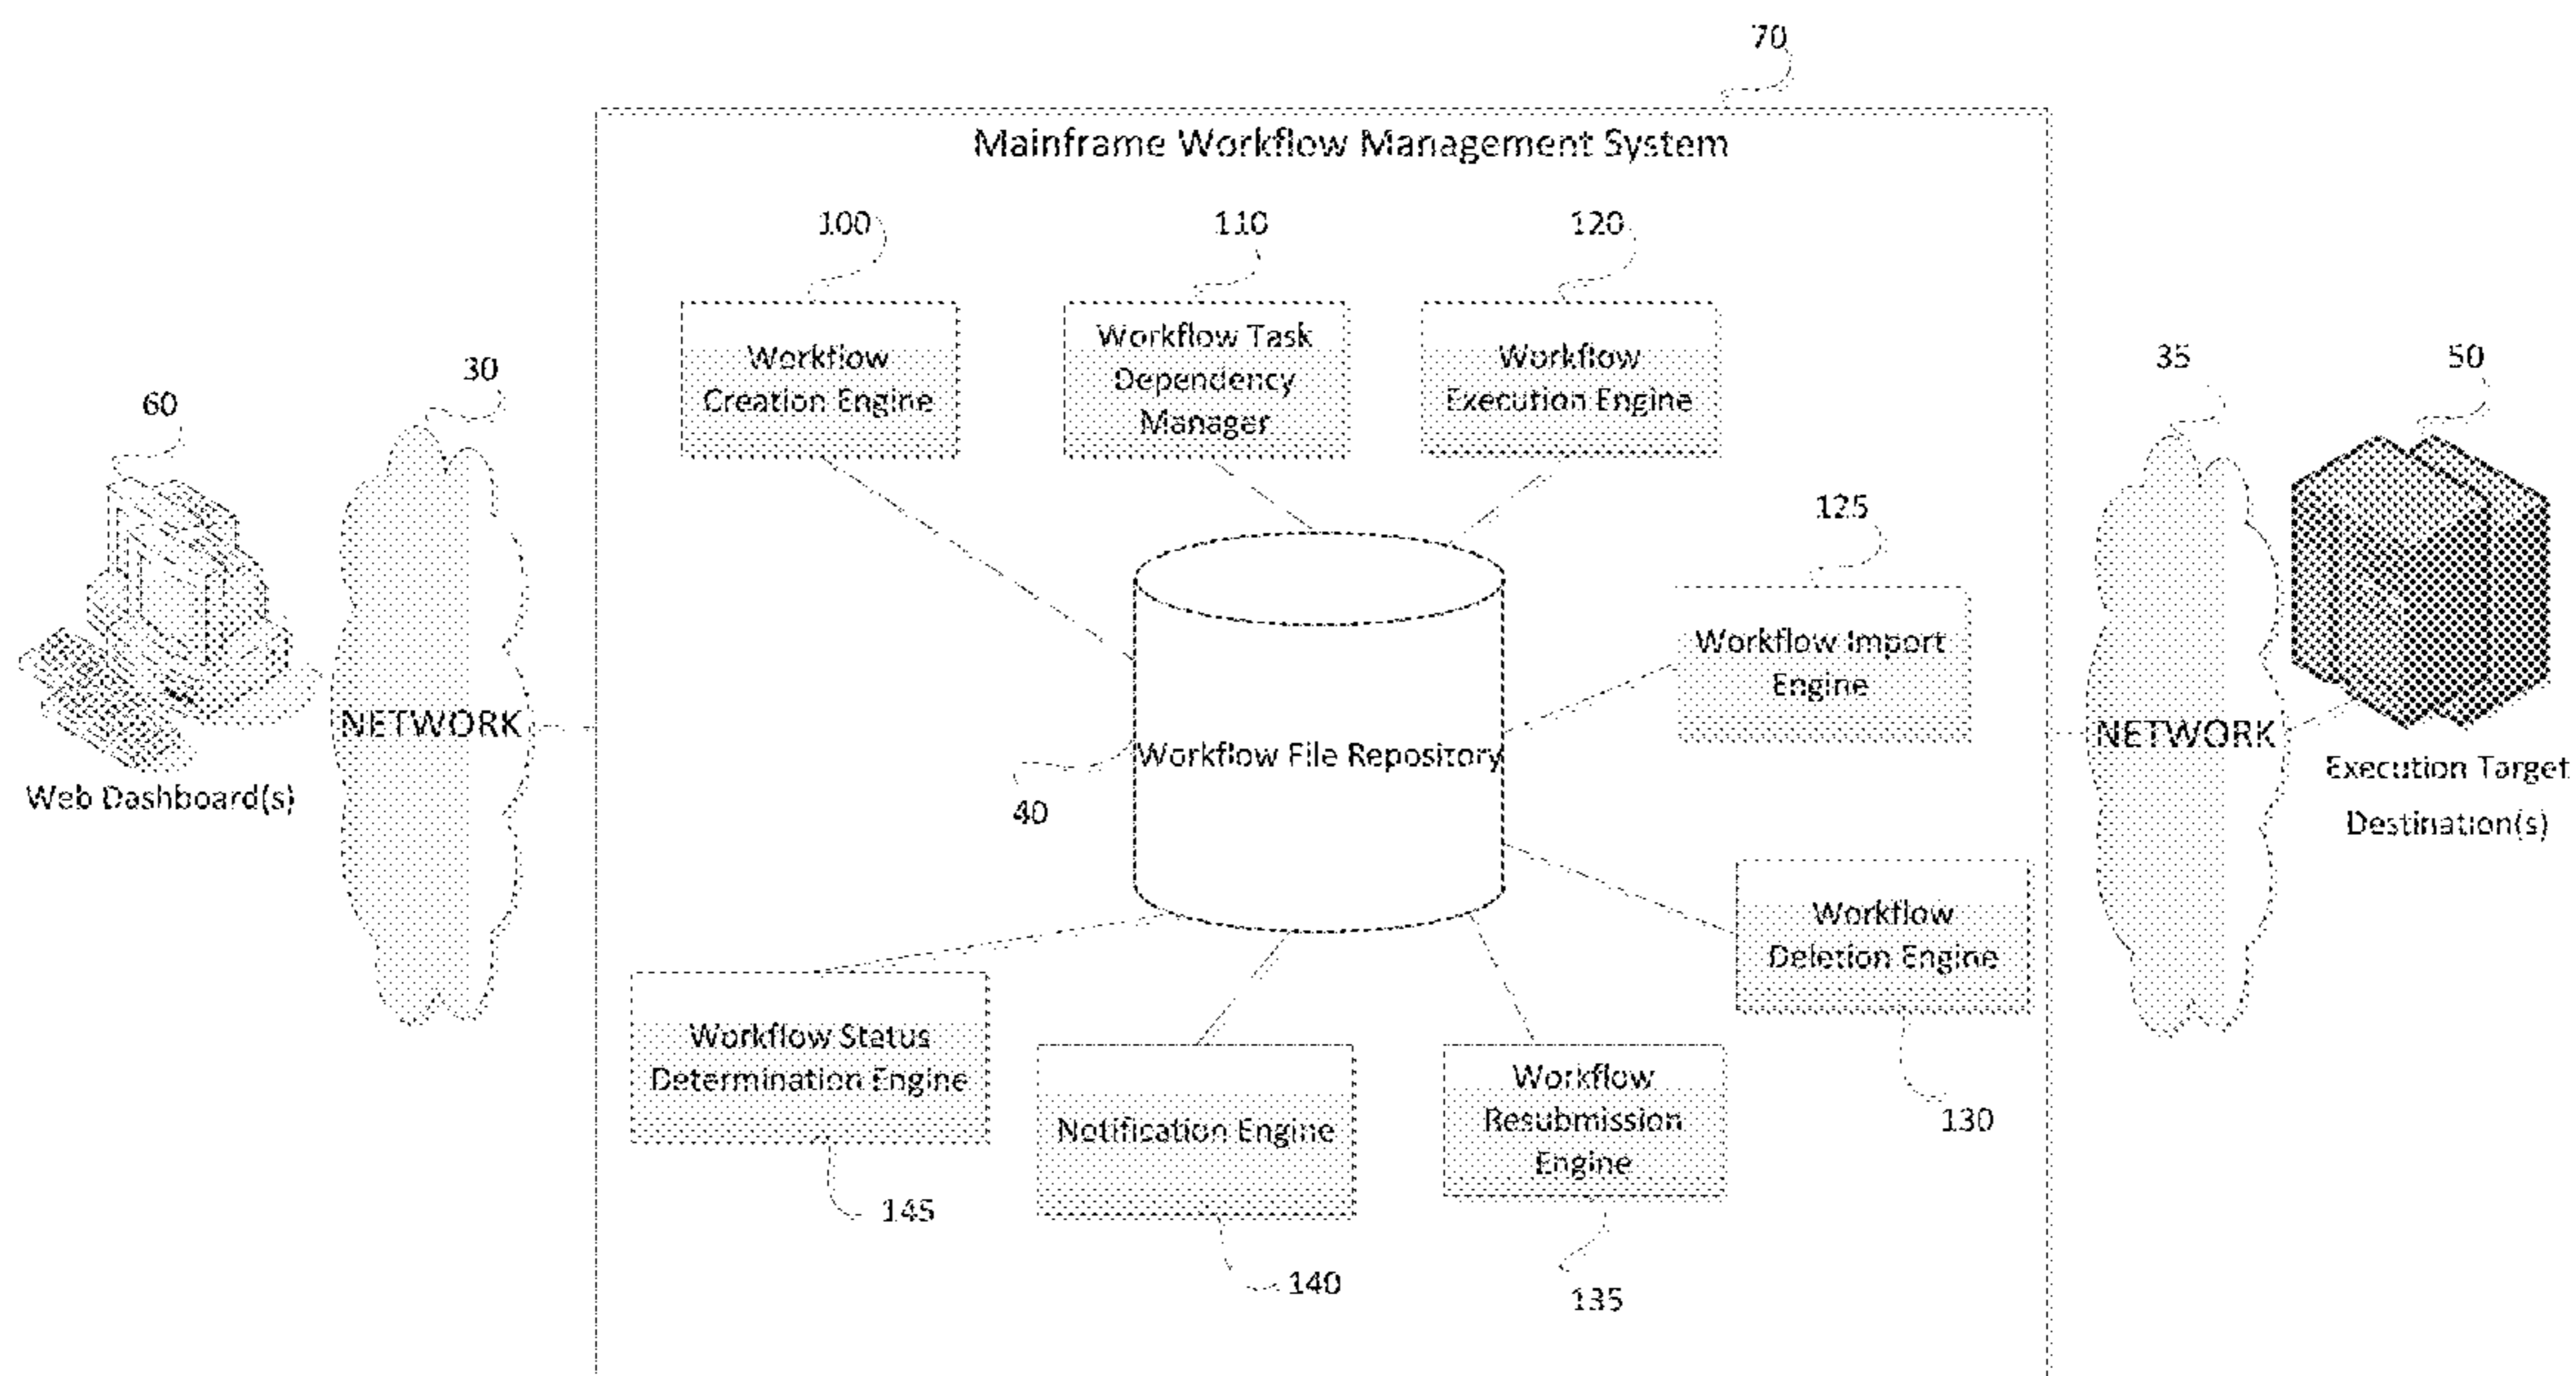 70
Mainframe Workflow Management System
100
110
120
Workflow
Creation Engine
Workflow Task
Dependency
Manager
Workflow
Execution Engine
60
30
35
50
125
Workflow Import
Engine
NETWORK
Web Dashboard(s)
Workflow File Repository
40
NETWORK
Execution Target
Destination(s)
Workflow
Deletion Engine
130
Workflow Status
Determination Engine
145
Notification Engine
140
Workflow
Resubmission
Engine
135